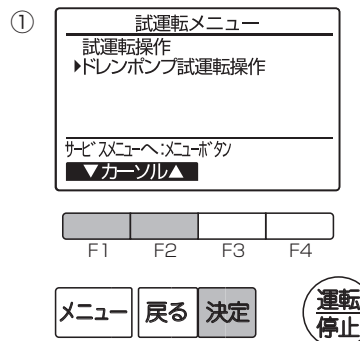 ①
試運転メニュー
試運転操作
▶ドレンポンプ試運転操作
サービスメニューへ:メニューボタン
▼カーソル▲
F1 F2 F3 F4
メニュー 戻る 決定 運転
停止